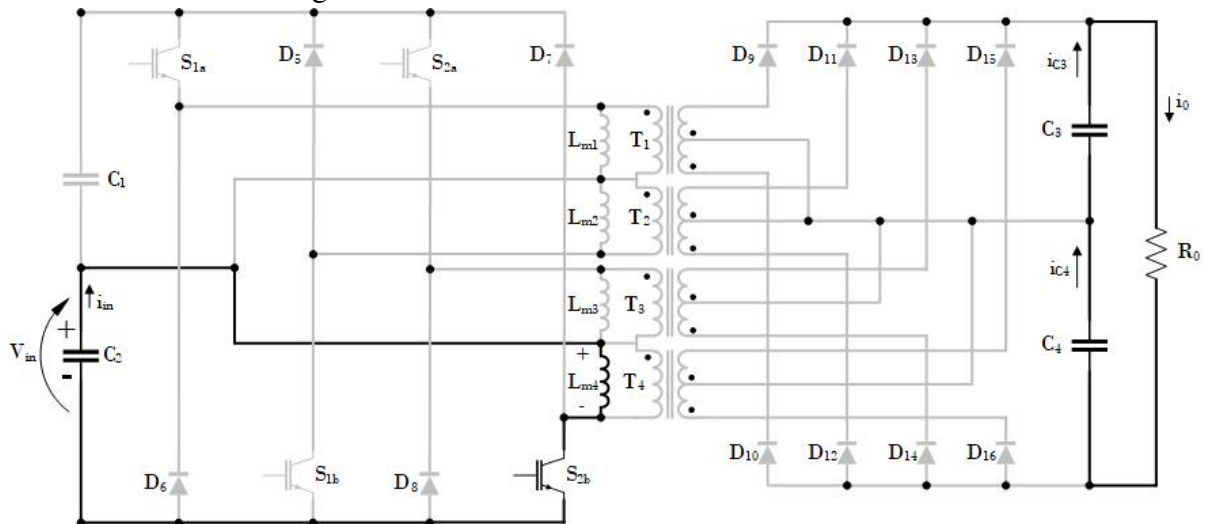 S1a
D5
S2a
D7
D9
D11
D13
D15
iC3
i0
C1
Lm1
T1
C3
Lm2
T2
R0
iin
+
Vin
C2
-
Lm3
T3
iC4
+
Lm4
T4
-
C4
D6
S1b
D8
S2b
D10
D12
D14
D16